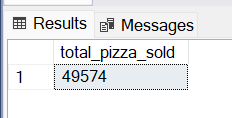 Results Messages
total_pizza_sold
1 49574